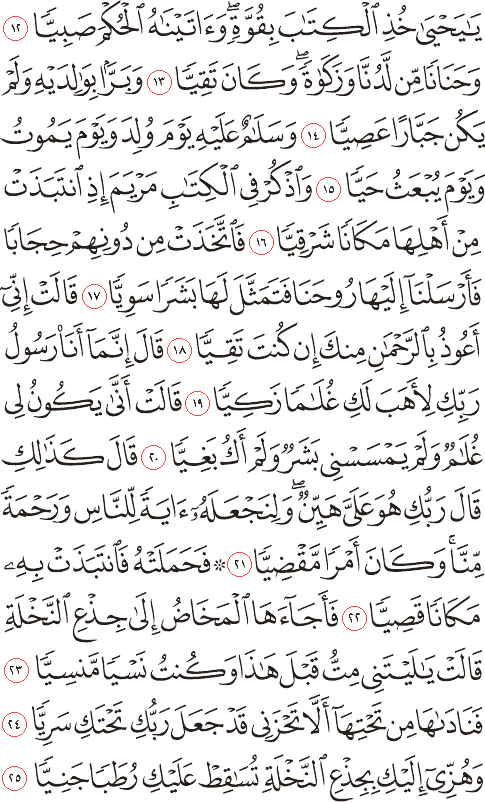 يَٰيَحْيَىٰ خُذِ ٱلْكِتَٰبَ بِقُوَّةٖۖ وَءَاتَيْنَٰهُ ٱلْحُكْمَ صَبِيّٗا ١٢
وَحَنَانٗا مِّن لَّدُنَّا وَزَكَوٰةٗۖ وَكَانَ تَقِيّٗا ١٣ وَبَرَّۢا بِوَٰلِدَيْهِ وَلَمْ
يَكُن جَبَّارًا عَصِيّٗا ١٤ وَسَلَٰمٌ عَلَيْهِ يَوْمَ وُلِدَ وَيَوْمَ يَمُوتُ
وَيَوْمَ يُبْعَثُ حَيّٗا ١٥ وَٱذْكُرْ فِي ٱلْكِتَٰبِ مَرْيَمَ إِذِ ٱنتَبَذَتْ
مِنْ أَهْلِهَا مَكَانٗا شَرْقِيّٗا ١٦ فَٱتَّخَذَتْ مِن دُونِهِمْ حِجَابٗا
فَأَرْسَلْنَآ إِلَيْهَا رُوحَنَا فَتَمَثَّلَ لَهَا بَشَرٗا سَوِيّٗا ١٧ قَالَتْ إِنِّيٓ
أَعُوذُ بِٱلرَّحْمَٰنِ مِنكَ إِن كُنتَ تَقِيّٗا ١٨ قَالَ إِنَّمَآ أَنَا۠ رَسُولُ
رَبِّكِ لِأَهَبَ لَكِ غُلَٰمٗا زَكِيّٗا ١٩ قَالَتْ أَنَّىٰ يَكُونُ لِي
غُلَٰمٞ وَلَمْ يَمْسَسْنِي بَشَرٞ وَلَمْ أَكُ بَغِيّٗا ٢٠ قَالَ كَذَٰلِكِ
قَالَ رَبُّكِ هُوَ عَلَيَّ هَيِّنٞۖ وَلِنَجْعَلَهُۥٓ ءَايَةٗ لِّلنَّاسِ وَرَحْمَةٗ
مِّنَّاۚ وَكَانَ أَمْرٗا مَّقْضِيّٗا ٢١ ۞ فَحَمَلَتْهُ فَٱنتَبَذَتْ بِهِۦ
مَكَانٗا قَصِيّٗا ٢٢ فَأَجَآءَهَا ٱلْمَخَاضُ إِلَىٰ جِذْعِ ٱلنَّخْلَةِ
قَالَتْ يَٰلَيْتَنِي مِتُّ قَبْلَ هَٰذَا وَكُنتُ نَسْيٗا مَّنسِيّٗا ٢٣
فَنَادَىٰهَا مِن تَحْتِهَآ أَلَّا تَحْزَنِي قَدْ جَعَلَ رَبُّكِ تَحْتَكِ سَرِيّٗا ٢٤
وَهُزِّيٓ إِلَيْكِ بِجِذْعِ ٱلنَّخْلَةِ تُسَٰقِطْ عَلَيْكِ رُطَبٗا جَنِيّٗا ٢٥